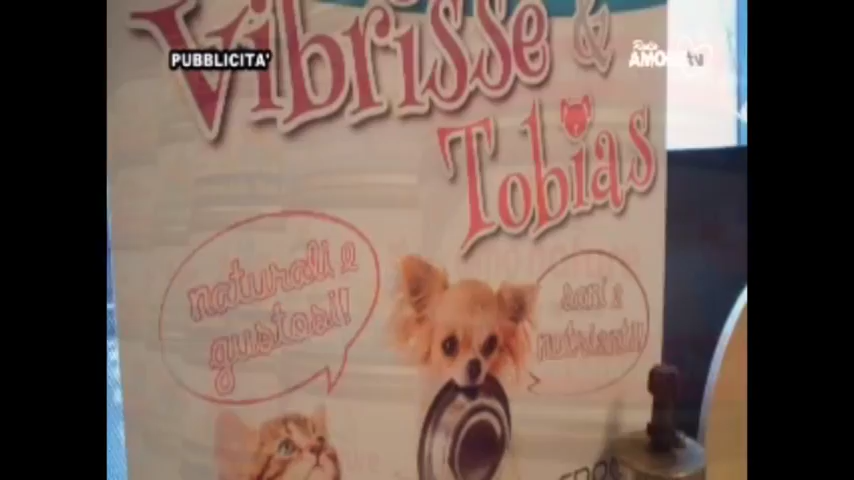 Vibrisse &
Tobias
PUBBLICITA'
Radio
AMORE tv
naturali e
gustosi!
sani e
nutrienti!